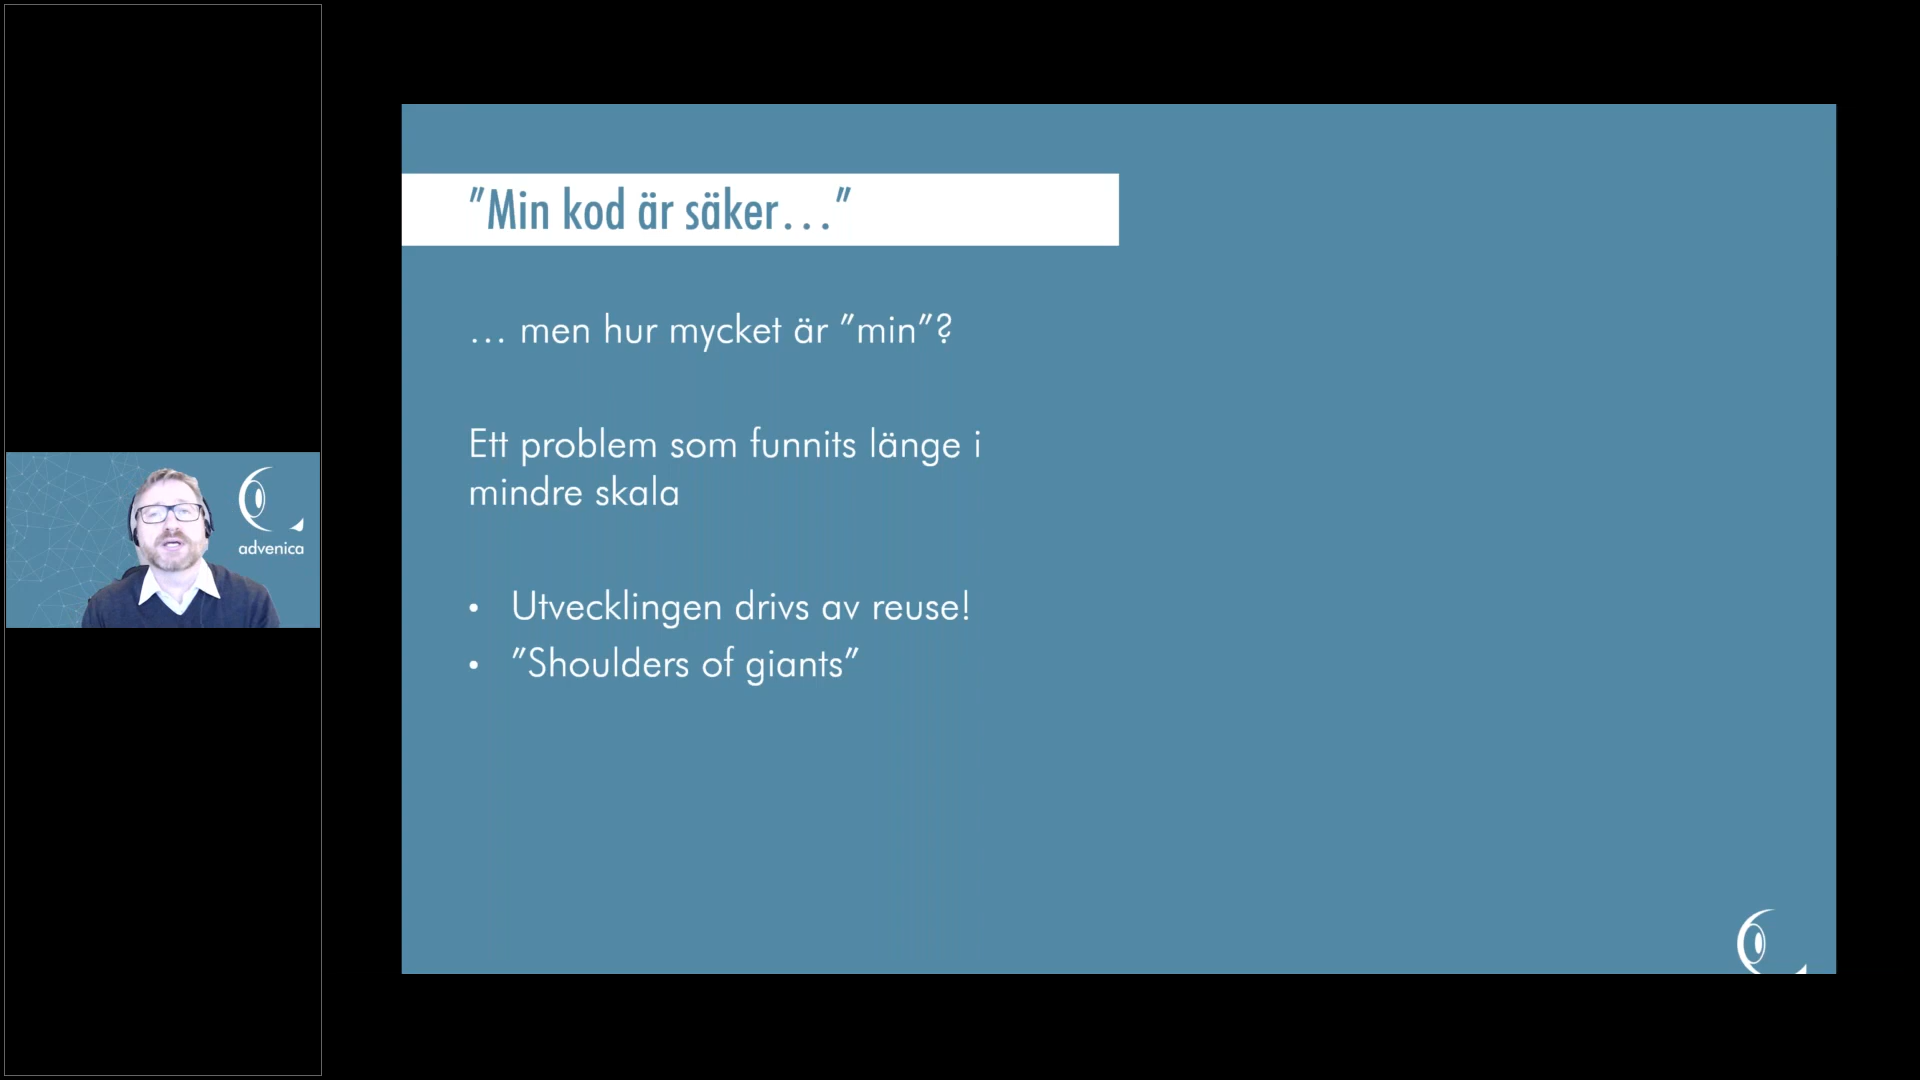 ”Min kod är säker…”
… men hur mycket är ”min”?
Ett problem som funnits länge i
mindre skala
• Utvecklingen drivs av reuse!
• ”Shoulders of giants”
advenica